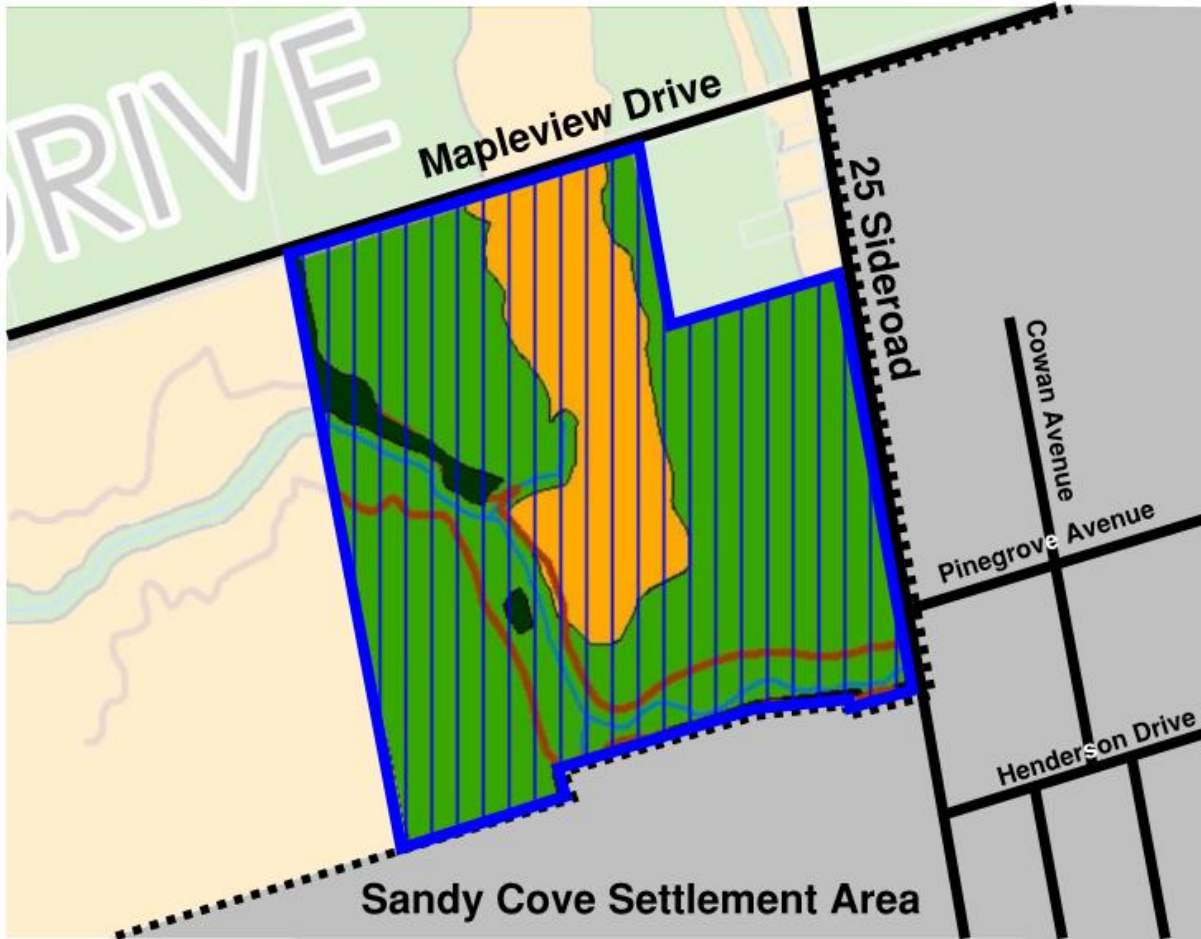 DRIVE
Mapleview Drive
25 Sideroad
Cowan Avenue
Pinegrove Avenue
Henderson Drive
Sandy Cove Settlement Area